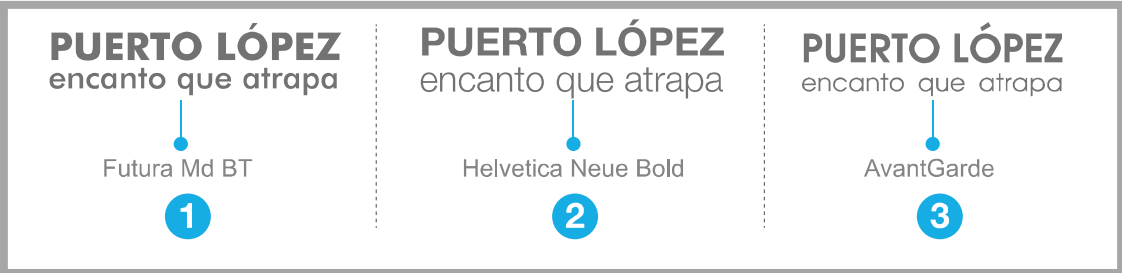 PUERTO LÓPEZ
encanto que atrapa
Futura Md BT
1
PUERTO LÓPEZ
encanto que atrapa
Helvetica Neue Bold
2
PUERTO LÓPEZ
encanto que atrapa
AvantGarde
3